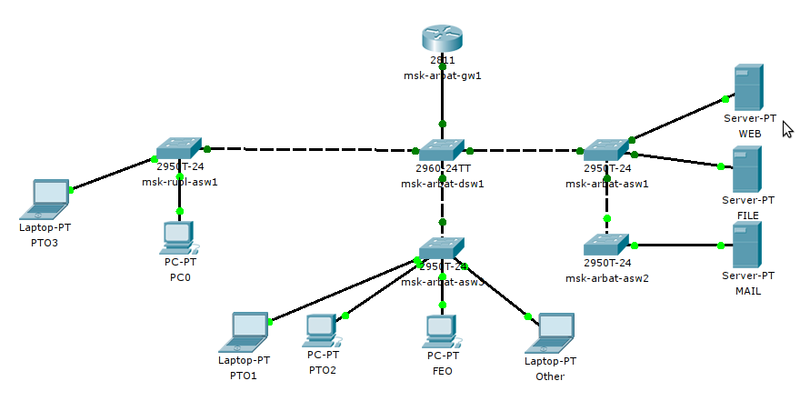 2811
msk-arbat-gw1
Server-PT
WEB
2950T-24
msk-rubl-asw1
2960-24TT
msk-arbat-dsw1
2950T-24
msk-arbat-asw1
Server-PT
FILE
Laptop-PT
PTO3
PC-PT
PC0
2950T-24
msk-arbat-asw3
2950T-24
msk-arbat-asw2
Server-PT
MAIL
Laptop-PT
PTO1
PC-PT
PTO2
PC-PT
FEO
Laptop-PT
Other